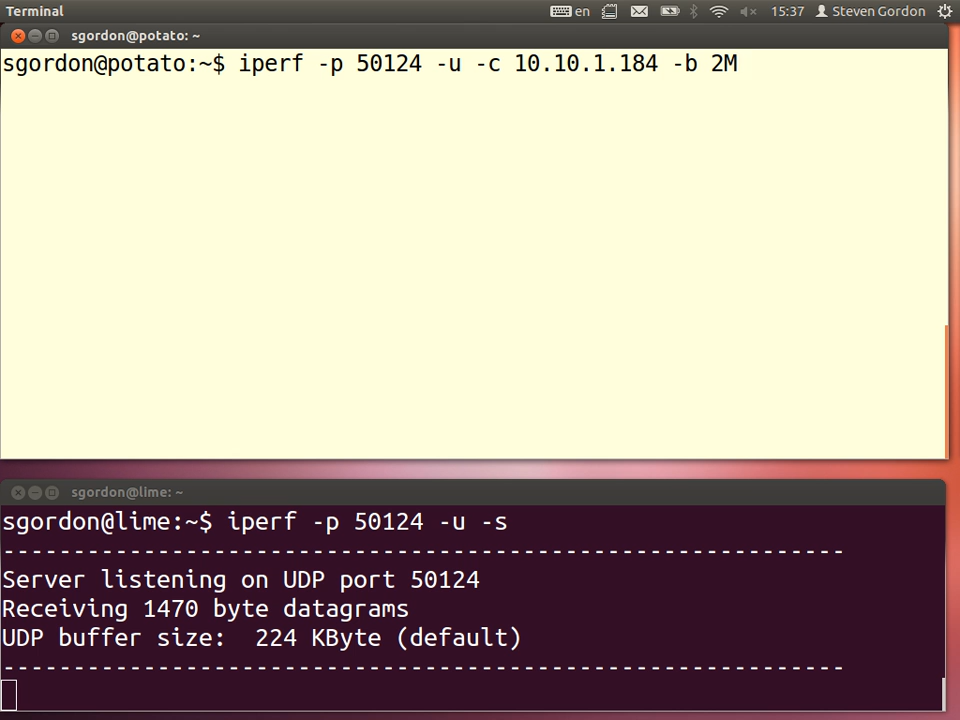 Terminal en 15:37 Steven Gordon
sgordon@potato: ~
sgordon@potato:~$ iperf -p 50124 -u -c 10.10.1.184 -b 2M
sgordon@lime: ~
sgordon@lime:~$ iperf -p 50124 -u -s
------------------------------------------------------------
Server listening on UDP port 50124
Receiving 1470 byte datagrams
UDP buffer size:  224 KByte (default)
------------------------------------------------------------